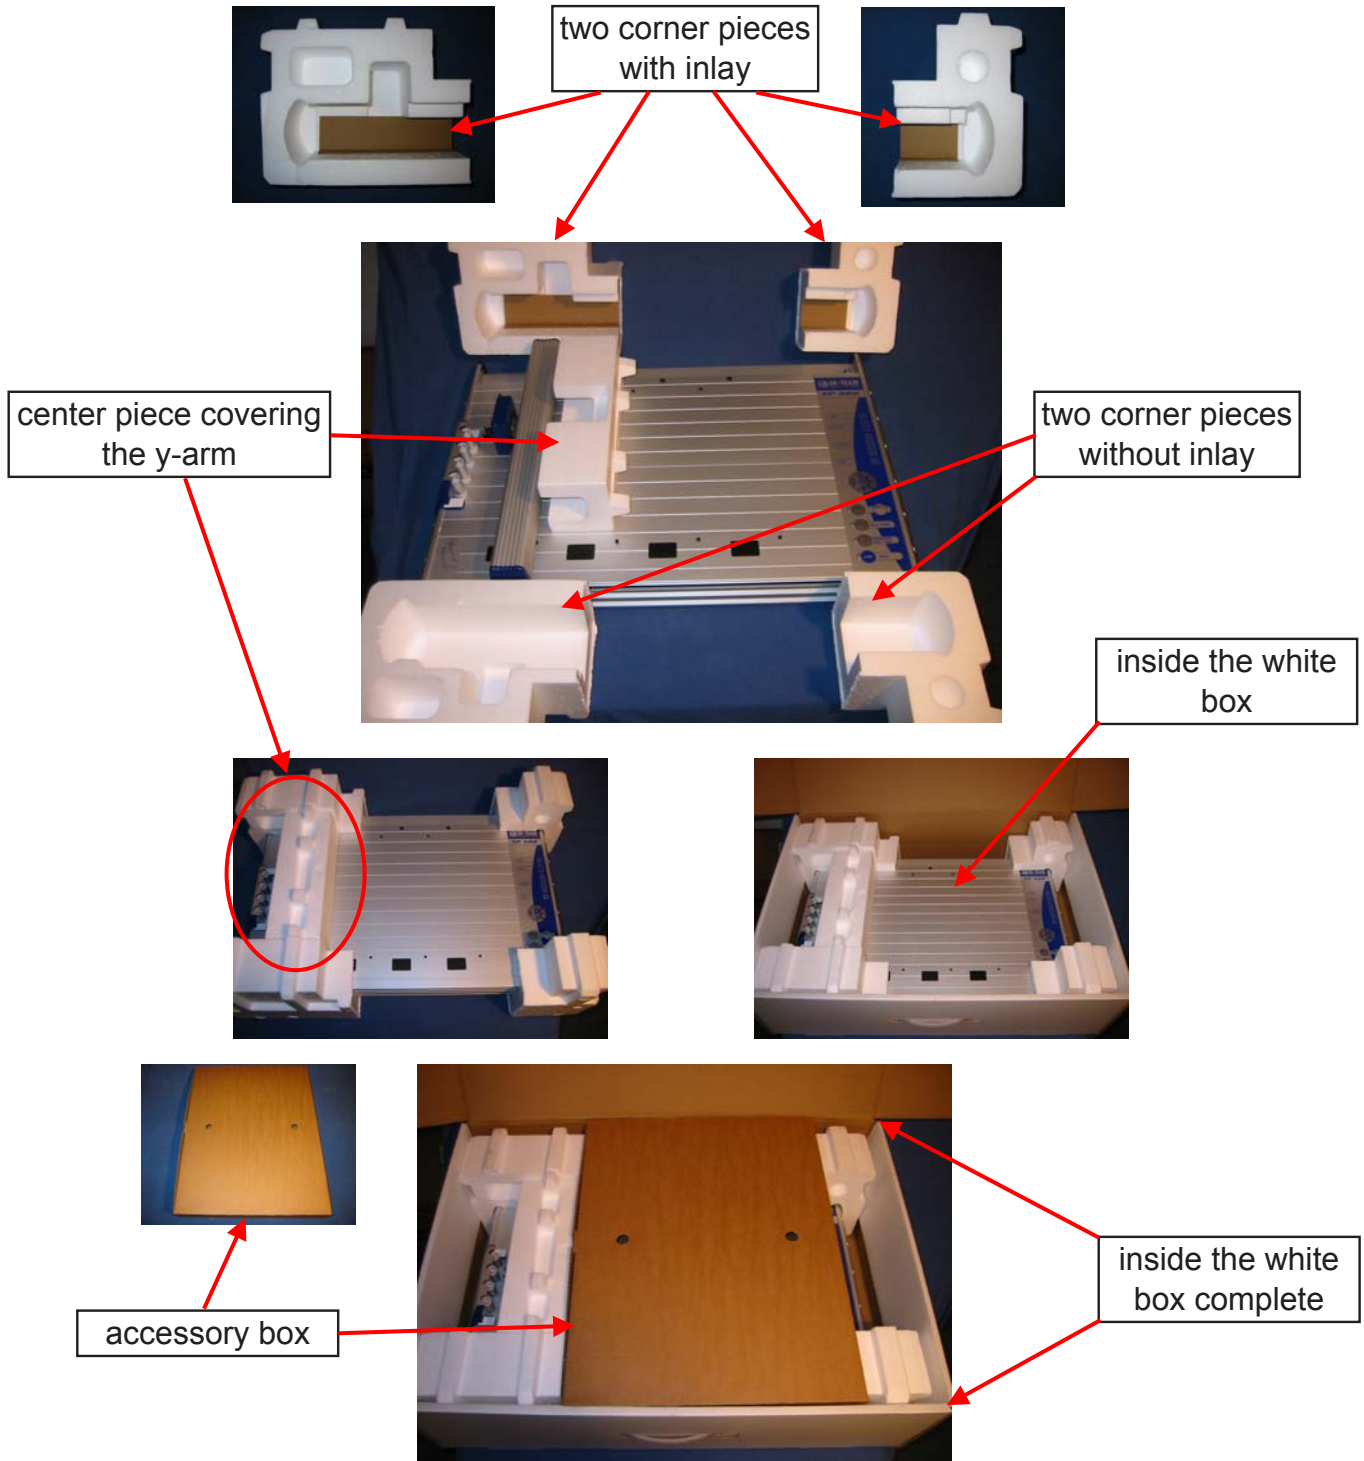 two corner pieces
with inlay
center piece covering
the y-arm
two corner pieces
without inlay
inside the white
box
accessory box
inside the white
box complete